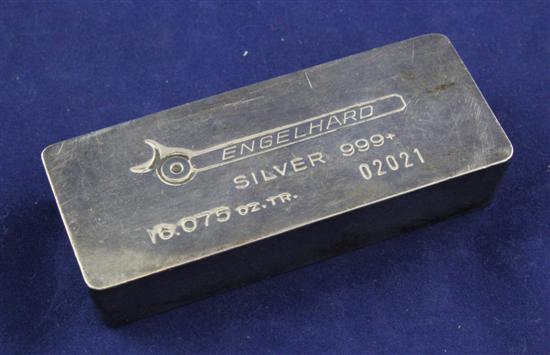 ENGELHARD
SILVER 999+
02021
16.075 OZ.TR.